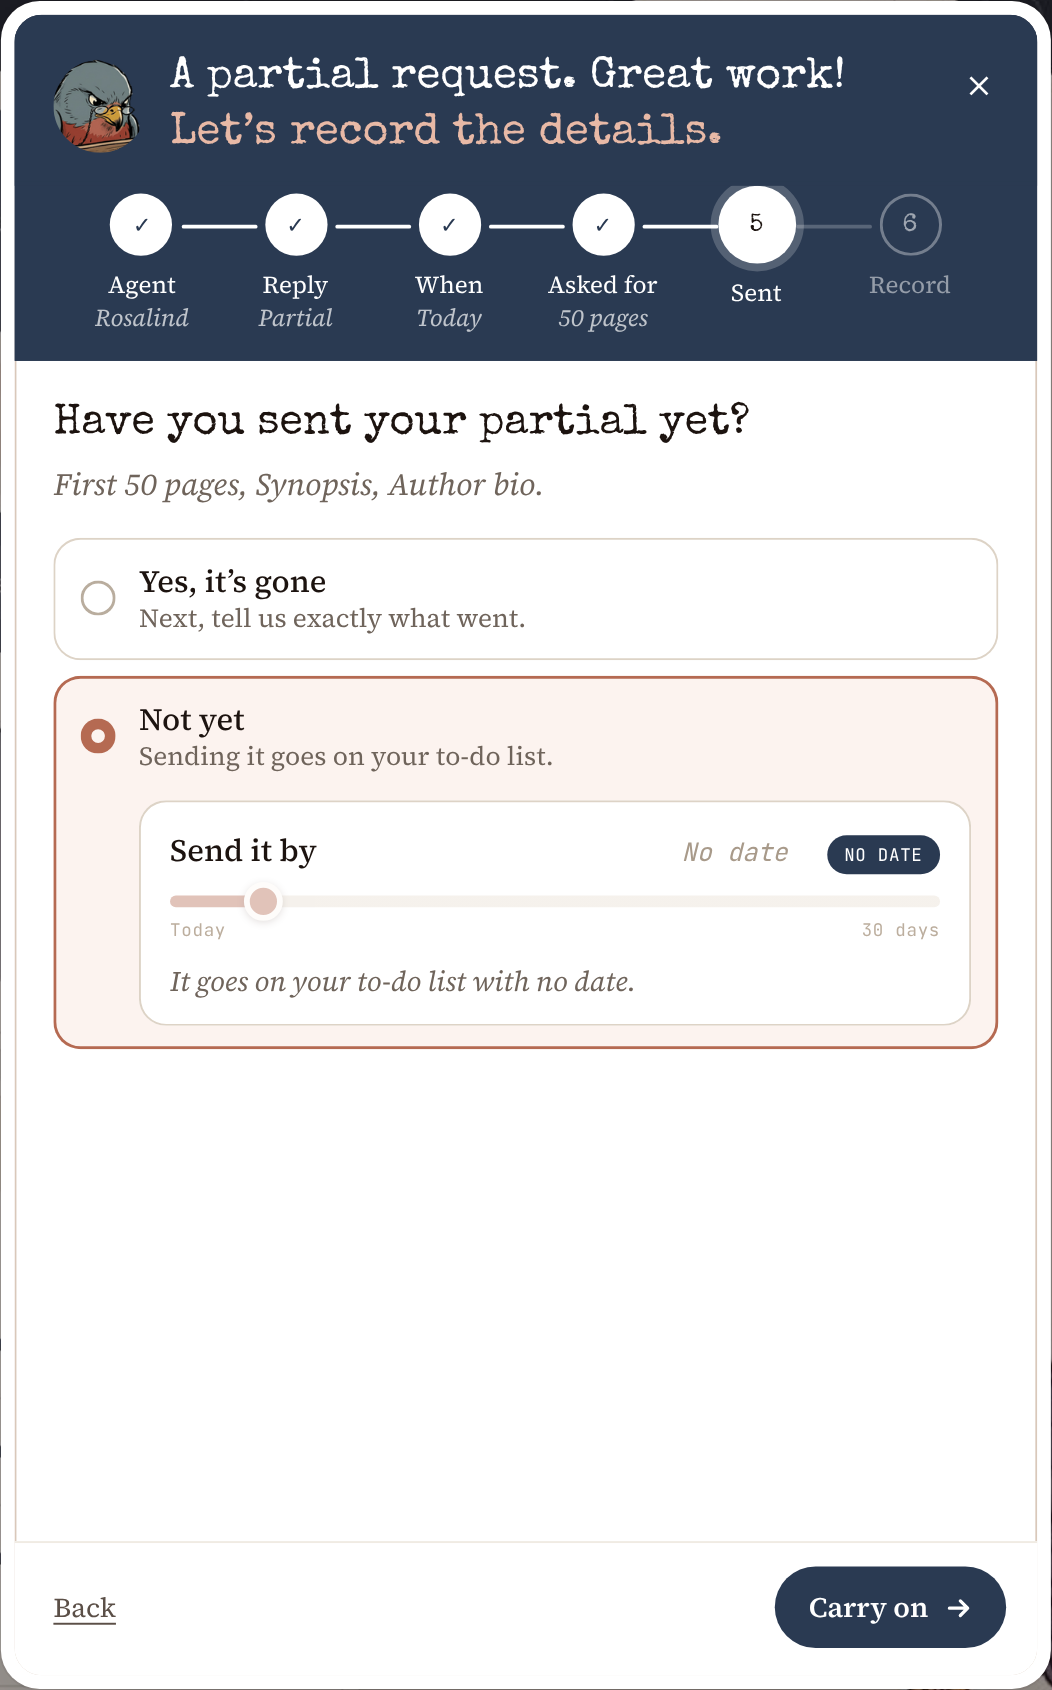 A partial request. Great work!
Let’s record the details.
✓ ✓ ✓ ✓ 5 6
Agent Reply When Asked for Sent Record
Rosalind Partial Today 50 pages
Have you sent your partial yet?
First 50 pages, Synopsis, Author bio.
Yes, it’s gone
Next, tell us exactly what went.
Not yet
Sending it goes on your to-do list.
Send it by No date NO DATE
Today 30 days
It goes on your to-do list with no date.
Back Carry on →